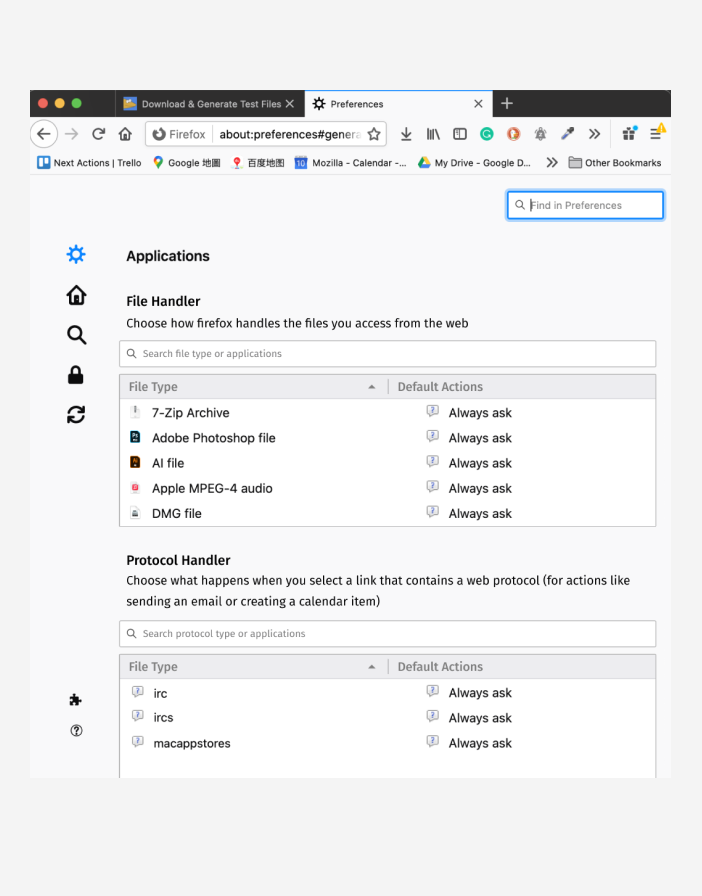 Download & Generate Test Files
Preferences
Firefox
about:preferences#genera
Next Actions | Trello
Google 地圖
百度地图
10
Mozilla - Calendar -...
My Drive - Google D...
Other Bookmarks
Find in Preferences
Applications
File Handler
Choose how firefox handles the files you access from the web
Search file type or applications
File Type
Default Actions
7-Zip Archive
Always ask
Adobe Photoshop file
Always ask
AI file
Always ask
Apple MPEG-4 audio
Always ask
DMG file
Always ask
Protocol Handler
Choose what happens when you select a link that contains a web protocol (for actions like
sending an email or creating a calendar item)
Search protocol type or applications
File Type
Default Actions
irc
Always ask
ircs
Always ask
macappstores
Always ask